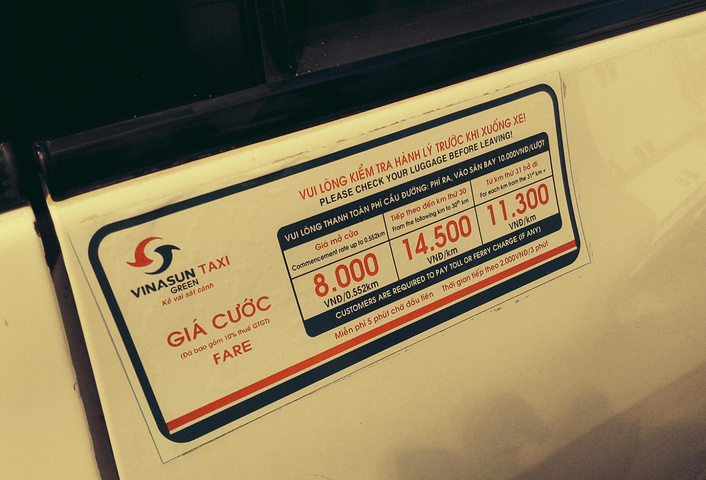 VUI LÒNG KIỂM TRA HÀNH LÝ TRƯỚC KHI XUỐNG XE!
PLEASE CHECK YOUR LUGGAGE BEFORE LEAVING!
VUI LÒNG THANH TOÁN PHÍ CẦU ĐƯỜNG: PHÍ RA, VÀO SÂN BAY 10.000VNĐ/LƯỢT
Giá mở cửa
Commencement rate up to 0.552km
8.000
VNĐ/0.552km
Tiếp theo đến km thứ 30
From the following km to 30th km
14.500
VNĐ/km
Từ km thứ 31 trở đi
For each km from the 31st km +
11.300
VNĐ/km
CUSTOMERS ARE REQUIRED TO PAY TOLL OR FERRY CHARGE (IF ANY)
Miễn phí 5 phút chờ đầu tiên Thời gian tiếp theo 2.000VNĐ/3 phút
VINASUN TAXI
GREEN
Kề vai sát cánh
GIÁ CƯỚC
(Đã bao gồm 10% thuế GTGT)
FARE